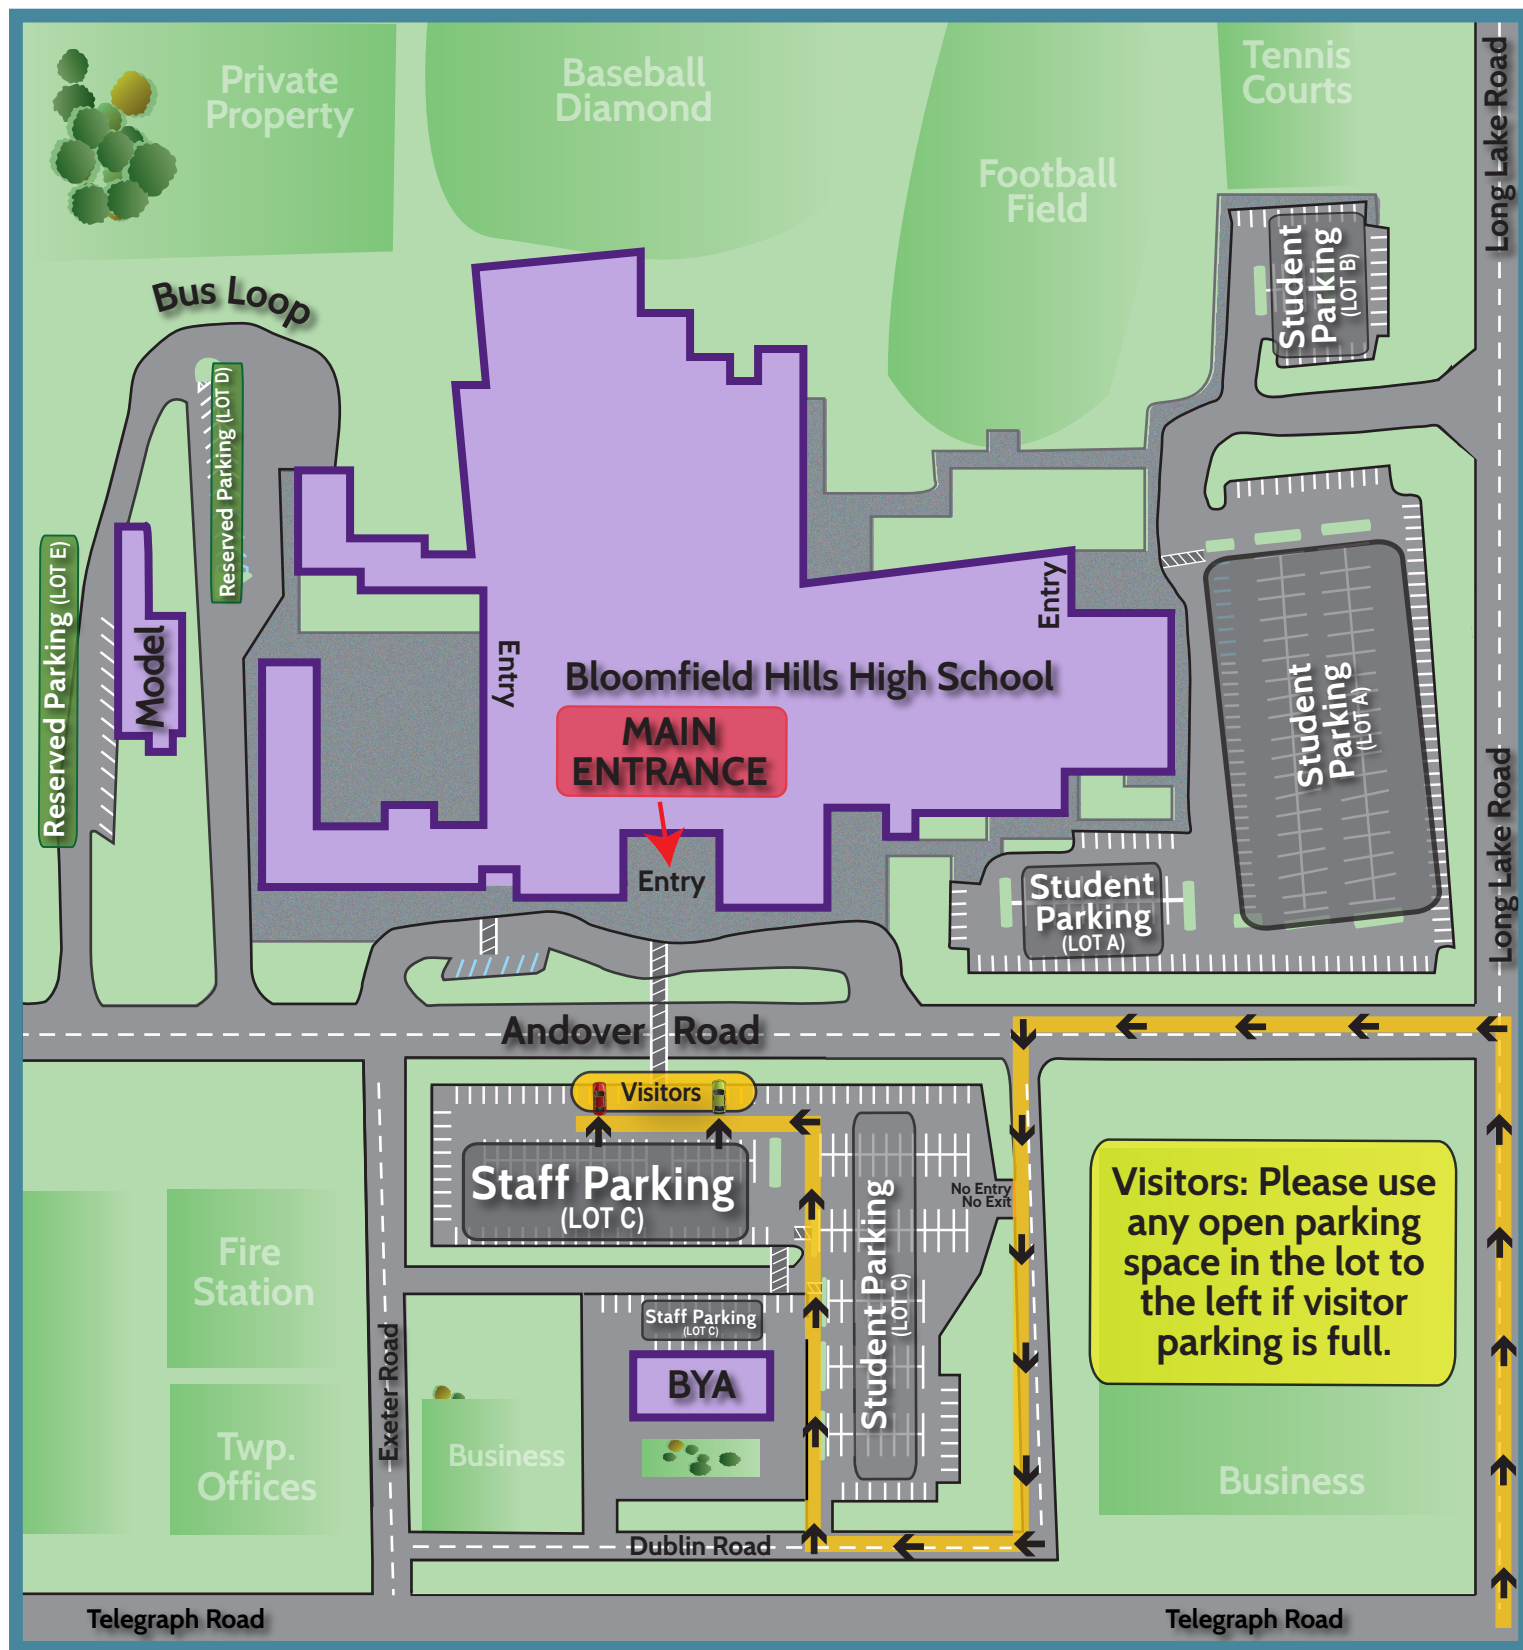 Private
Property
Baseball
Diamond
Tennis
Courts
Long Lake Road
Football
Field
Student
Parking
(LOT B)
Bus Loop
Reserved Parking (LOT D)
Reserved Parking (LOT E)
Model
Entry
Entry
Bloomfield Hills High School
MAIN
ENTRANCE
Entry
Student
Parking
(LOT A)
Student
Parking
(LOT A)
Long Lake Road
Andover Road
Visitors
Staff Parking
(LOT C)
No Entry
No Exit
Student Parking
(LOT C)
Visitors: Please use
any open parking
space in the lot to
the left if visitor
parking is full.
Fire
Station
Staff Parking
(LOT C)
BYA
Exeter Road
Twp.
Offices
Business
Business
Dublin Road
Telegraph Road
Telegraph Road